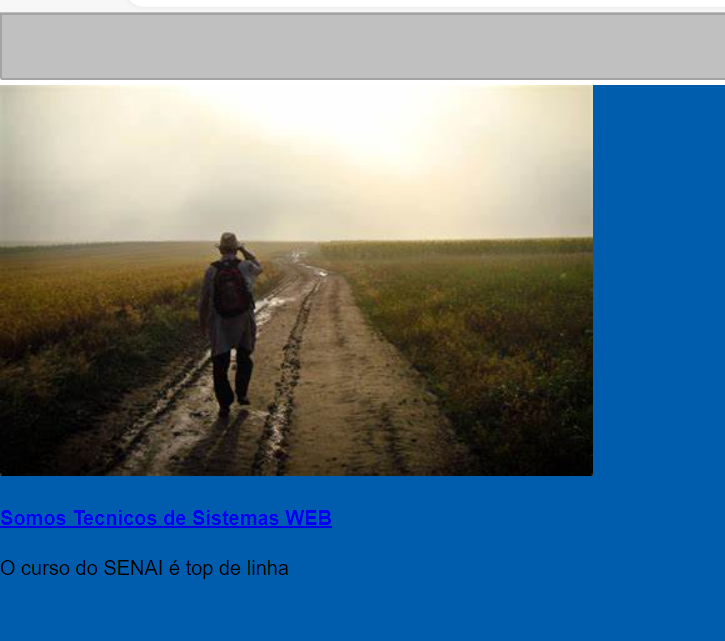 Somos Tecnicos de Sistemas WEB
O curso do SENAI é top de linha